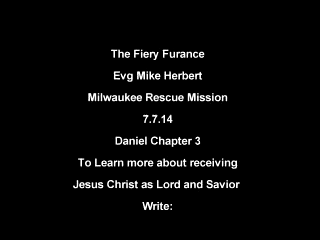 The Fiery Furance
Evg Mike Herbert
Milwaukee Rescue Mission
7.7.14
Daniel Chapter 3
To Learn more about receiving
Jesus Christ as Lord and Savior
Write: